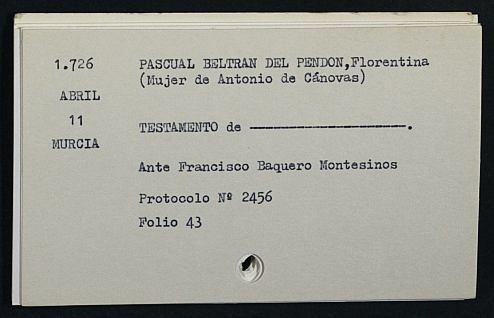 1.726 PASCUAL BELTRAN DEL PENDON,Florentina
(Mujer de Antonio de Cánovas)
ABRIL
11
TESTAMENTO de ————————————.
MURCIA
Ante Francisco Baquero Montesinos
Protocolo Nº 2456
Folio 43